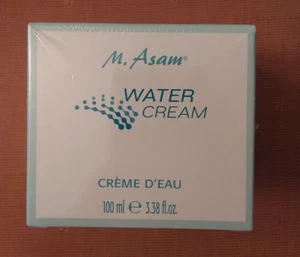 M. Asam®
WATER
CREAM
CRÈME D'EAU
100 ml ℮ 3.38 fl.oz.